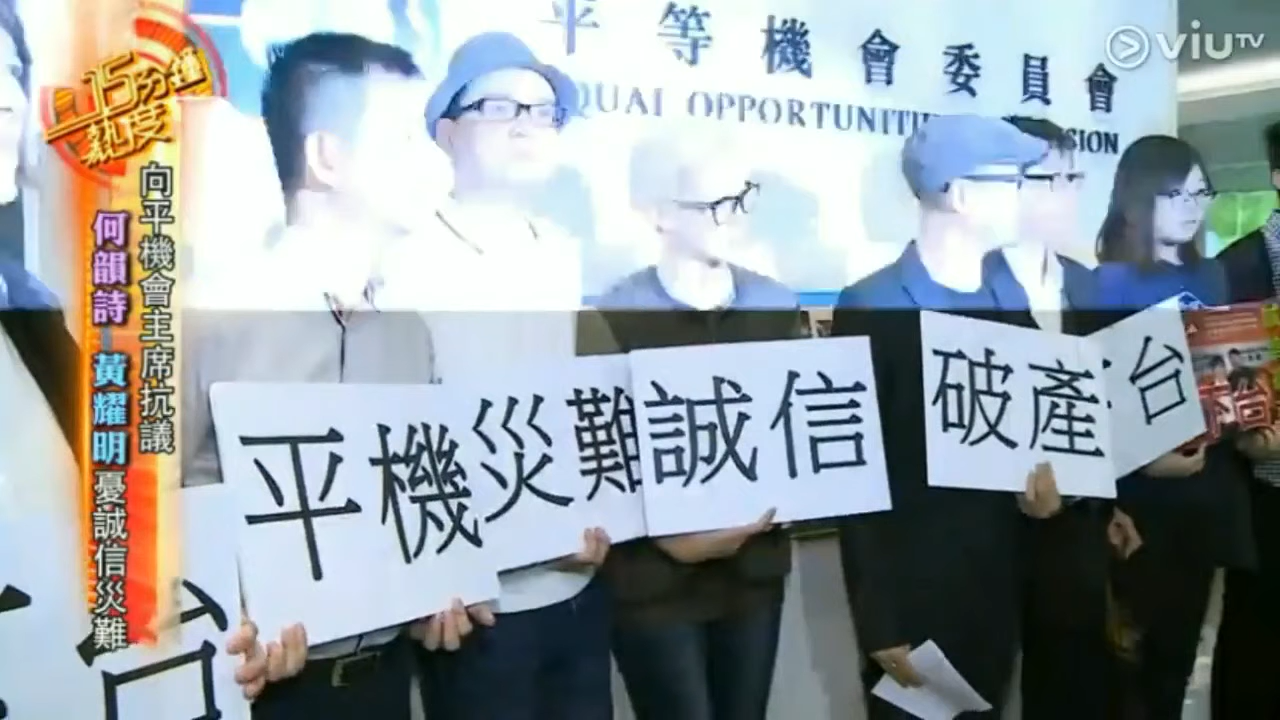 15分鐘
熱度
向平機會主席抗議
何韻詩 黃耀明憂誠信災難
viuTV
平等機會委員會
EQUAL OPPORTUNITI SION
平機災難誠信
破產
台
台